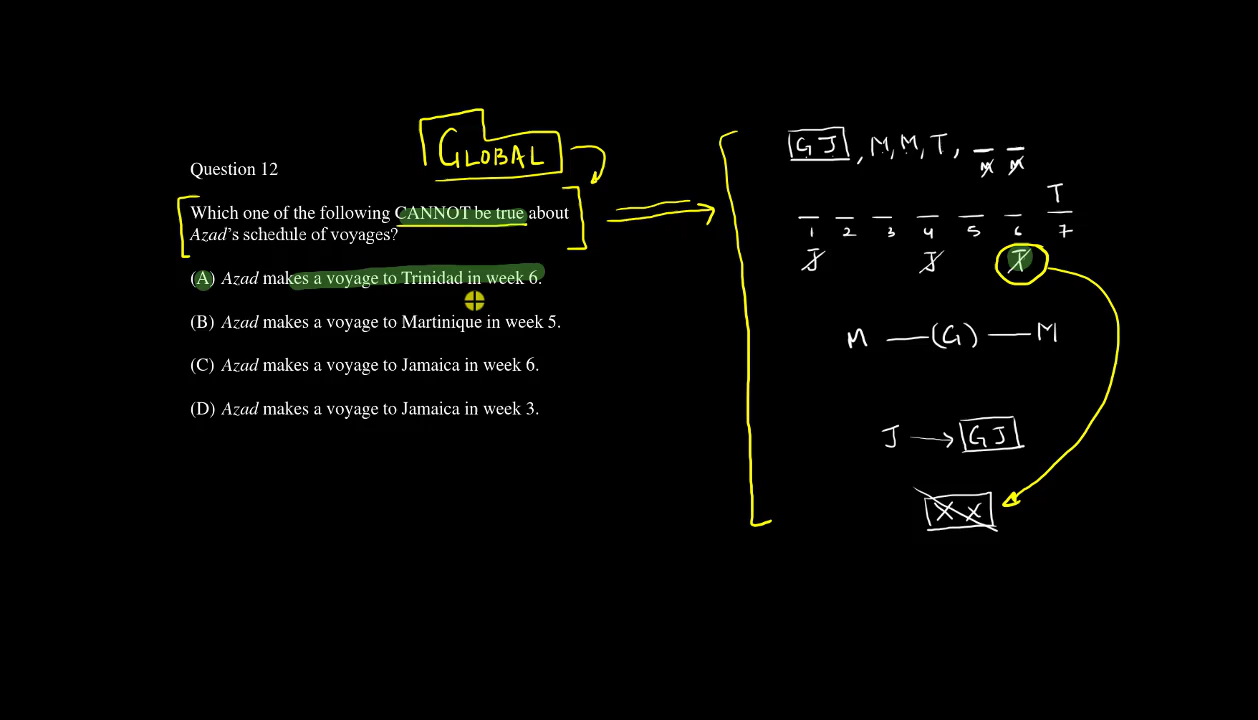 GLOBAL
Question 12
Which one of the following CANNOT be true about
Azad's schedule of voyages?
(A) Azad makes a voyage to Trinidad in week 6.
(B) Azad makes a voyage to Martinique in week 5.
(C) Azad makes a voyage to Jamaica in week 6.
(D) Azad makes a voyage to Jamaica in week 3.
GJ, M, M, T, _ _
M M
T
1 2 3 4 5 6 7
J J T
M — (G) — M
J → GJ
X X